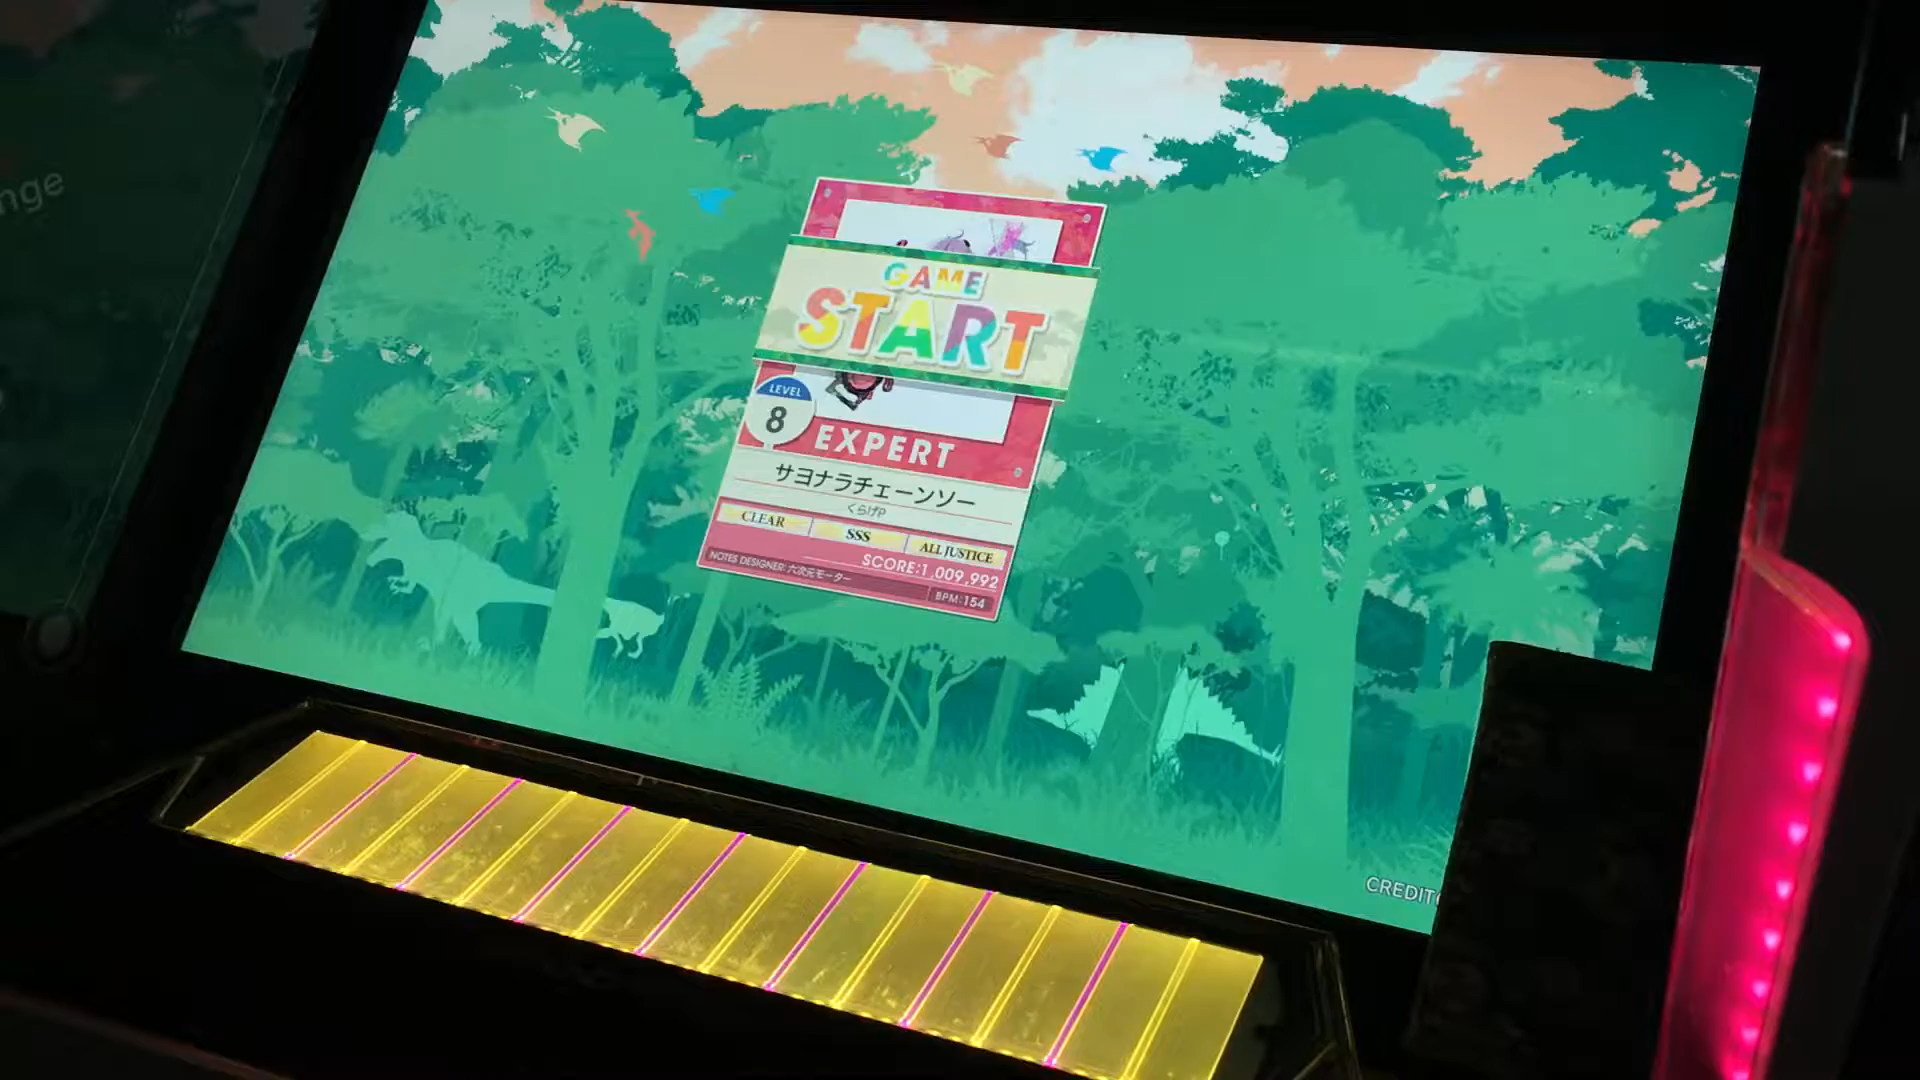 nge
GAME
START
LEVEL
8
EXPERT
サヨナラチェーンソー
くらげP
CLEAR SSS ALL JUSTICE
SCORE:1,009,992
NOTES DESIGNER: 六次元モーター
BPM:154
CREDIT